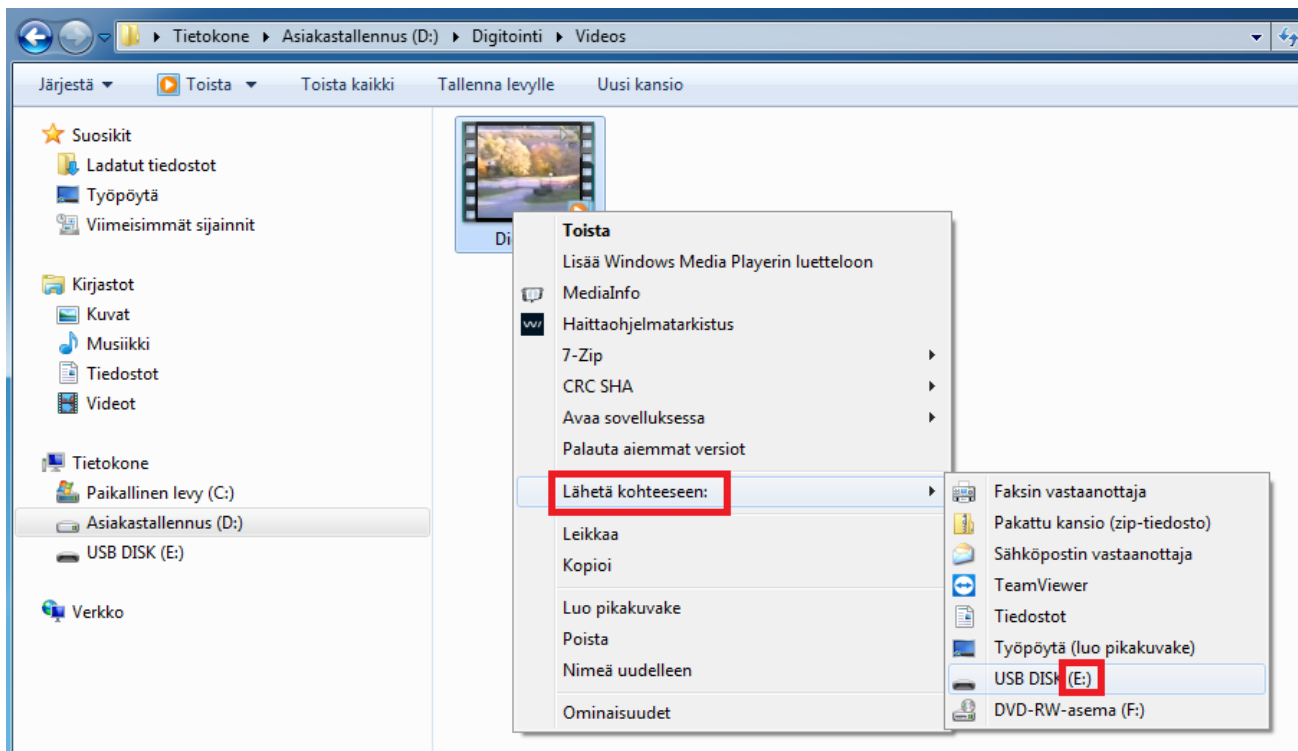 Tietokone Asiakastallennus (D:) Digitointi Videos
Järjestä Toista Toista kaikki Tallenna levylle Uusi kansio
Suosikit
Ladatut tiedostot
Työpöytä
Viimeisimmät sijainnit
Kirjastot
Kuvat
Musiikki
Tiedostot
Videot
Tietokone
Paikallinen levy (C:)
Asiakastallennus (D:)
USB DISK (E:)
Verkko
Toista
Lisää Windows Media Playerin luetteloon
MediaInfo
Haittaohjelmatarkistus
7-Zip
CRC SHA
Avaa sovelluksessa
Palauta aiemmat versiot
Lähetä kohteeseen:
Leikkaa
Kopioi
Luo pikakuvake
Poista
Nimeä uudelleen
Ominaisuudet
Faksin vastaanottaja
Pakattu kansio (zip-tiedosto)
Sähköpostin vastaanottaja
TeamViewer
Tiedostot
Työpöytä (luo pikakuvake)
USB DISK (E:)
DVD-RW-asema (F:)